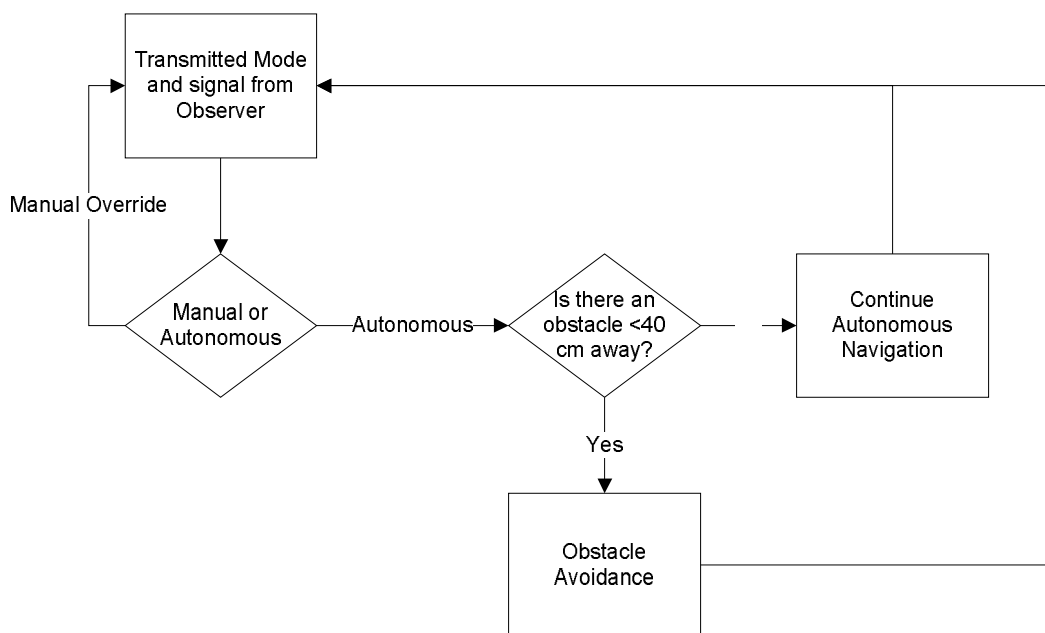 Transmitted Mode
and signal from
Observer
Manual Override
Manual or
Autonomous
Autonomous
Is there an
obstacle <40
cm away?
Continue
Autonomous
Navigation
Yes
Obstacle
Avoidance